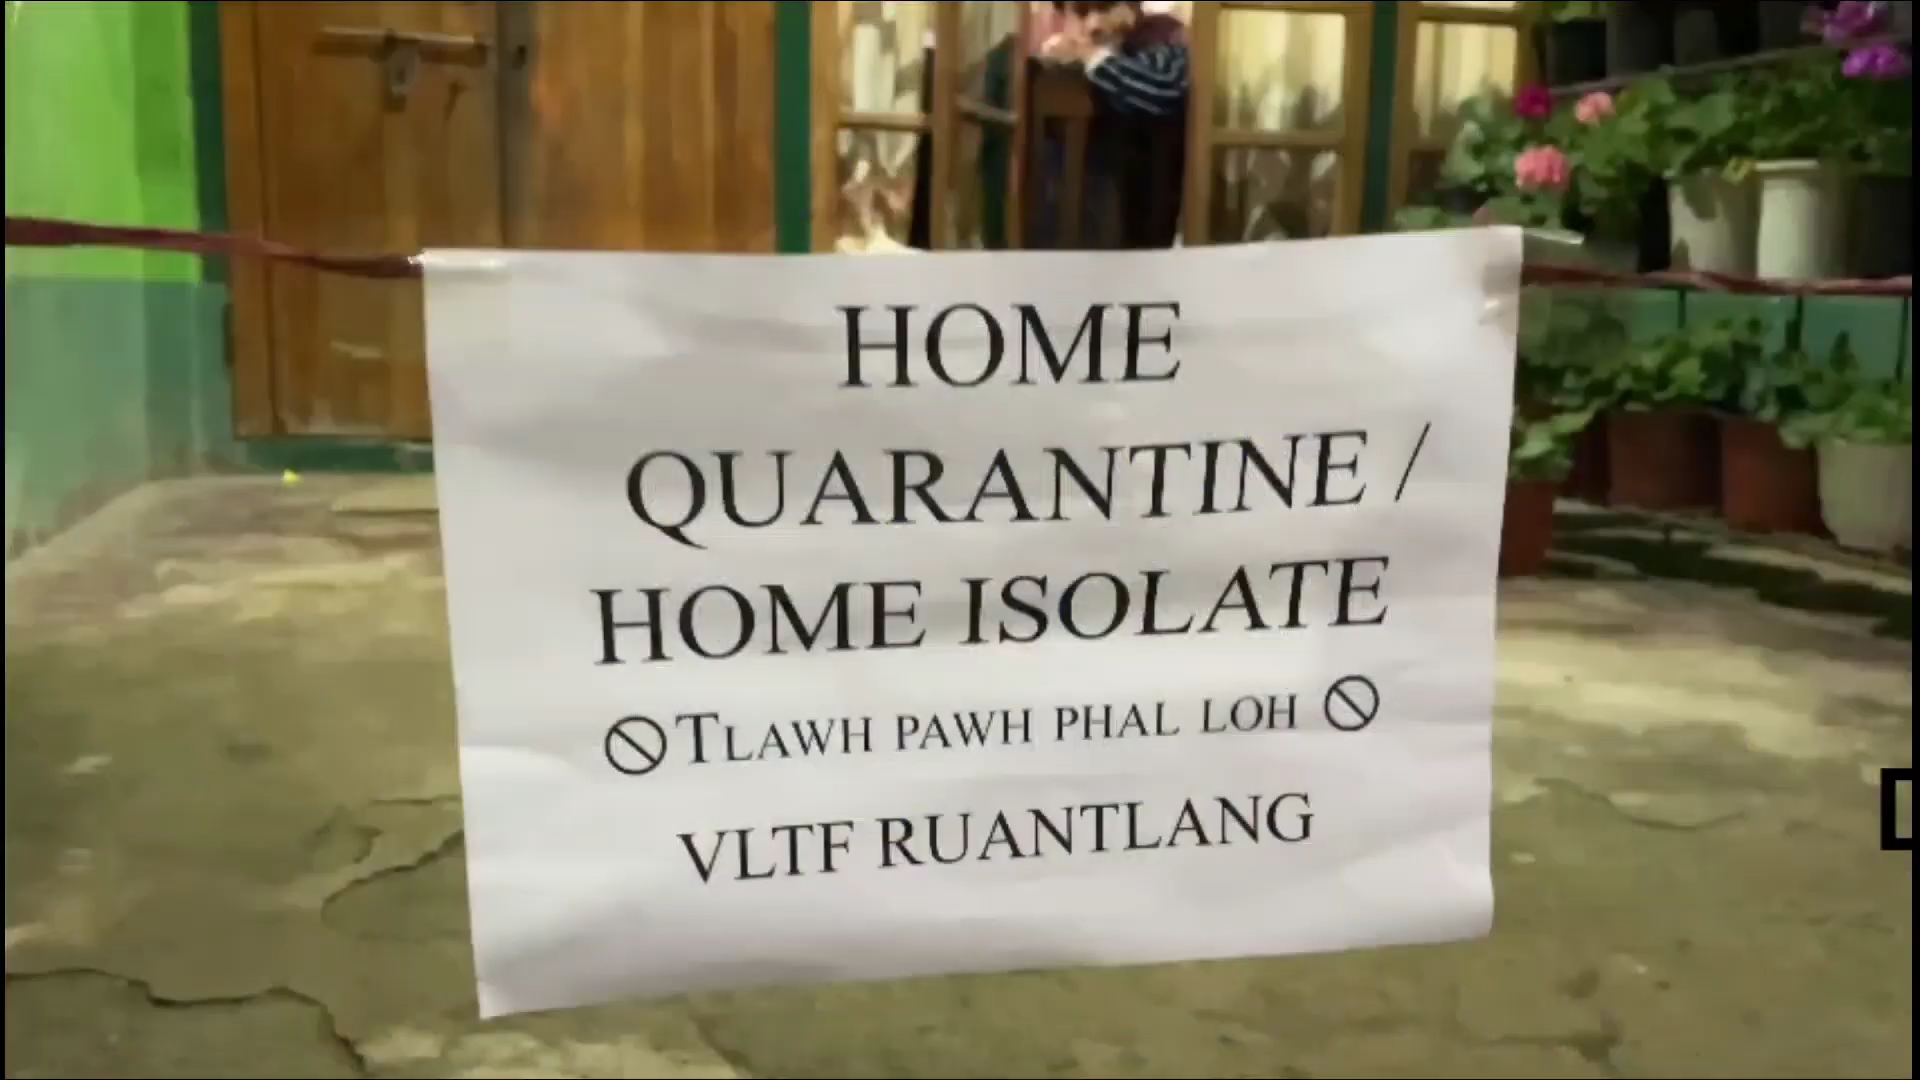 HOME
QUARANTINE /
HOME ISOLATE
🚫TLAWH PAWH PHAL LOH 🚫
VLTF RUANTLANG